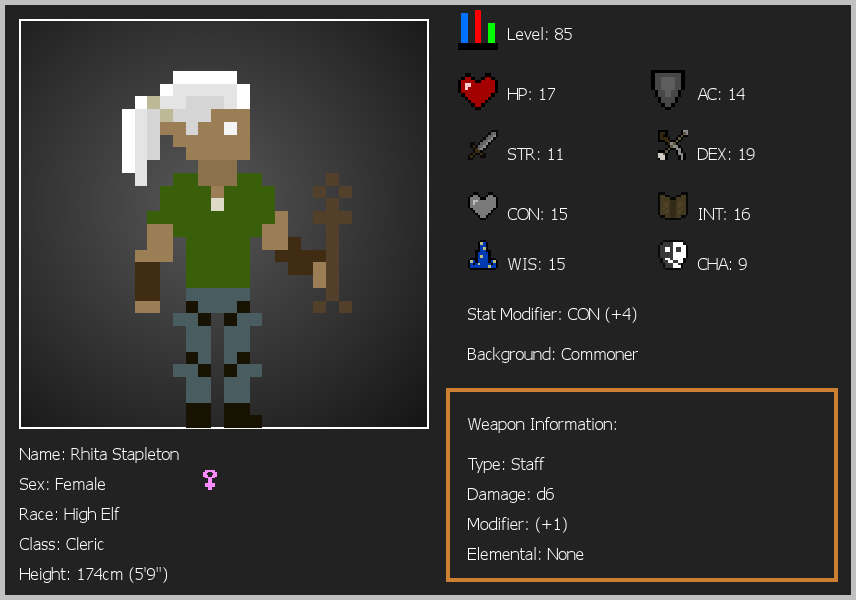 Level: 85
HP: 17
AC: 14
STR: 11
DEX: 19
CON: 15
INT: 16
WIS: 15
CHA: 9
Stat Modifier: CON (+4)
Background: Commoner
Weapon Information:
Type: Staff
Damage: d6
Modifier: (+1)
Elemental: None
Name: Rhita Stapleton
Sex: Female
Race: High Elf
Class: Cleric
Height: 174cm (5'9")